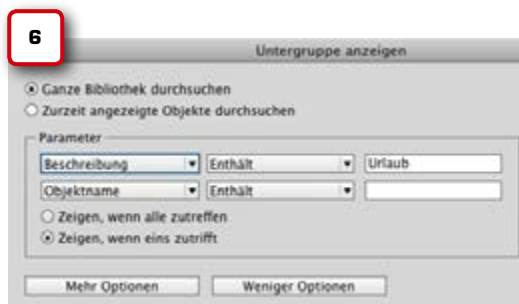 6
Untergruppe anzeigen
Ganze Bibliothek durchsuchen
Zurzeit angezeigte Objekte durchsuchen
Parameter
Beschreibung Enthält Urlaub
Objektname Enthält
Zeigen, wenn alle zutreffen
Zeigen, wenn eins zutrifft
Mehr Optionen Weniger Optionen